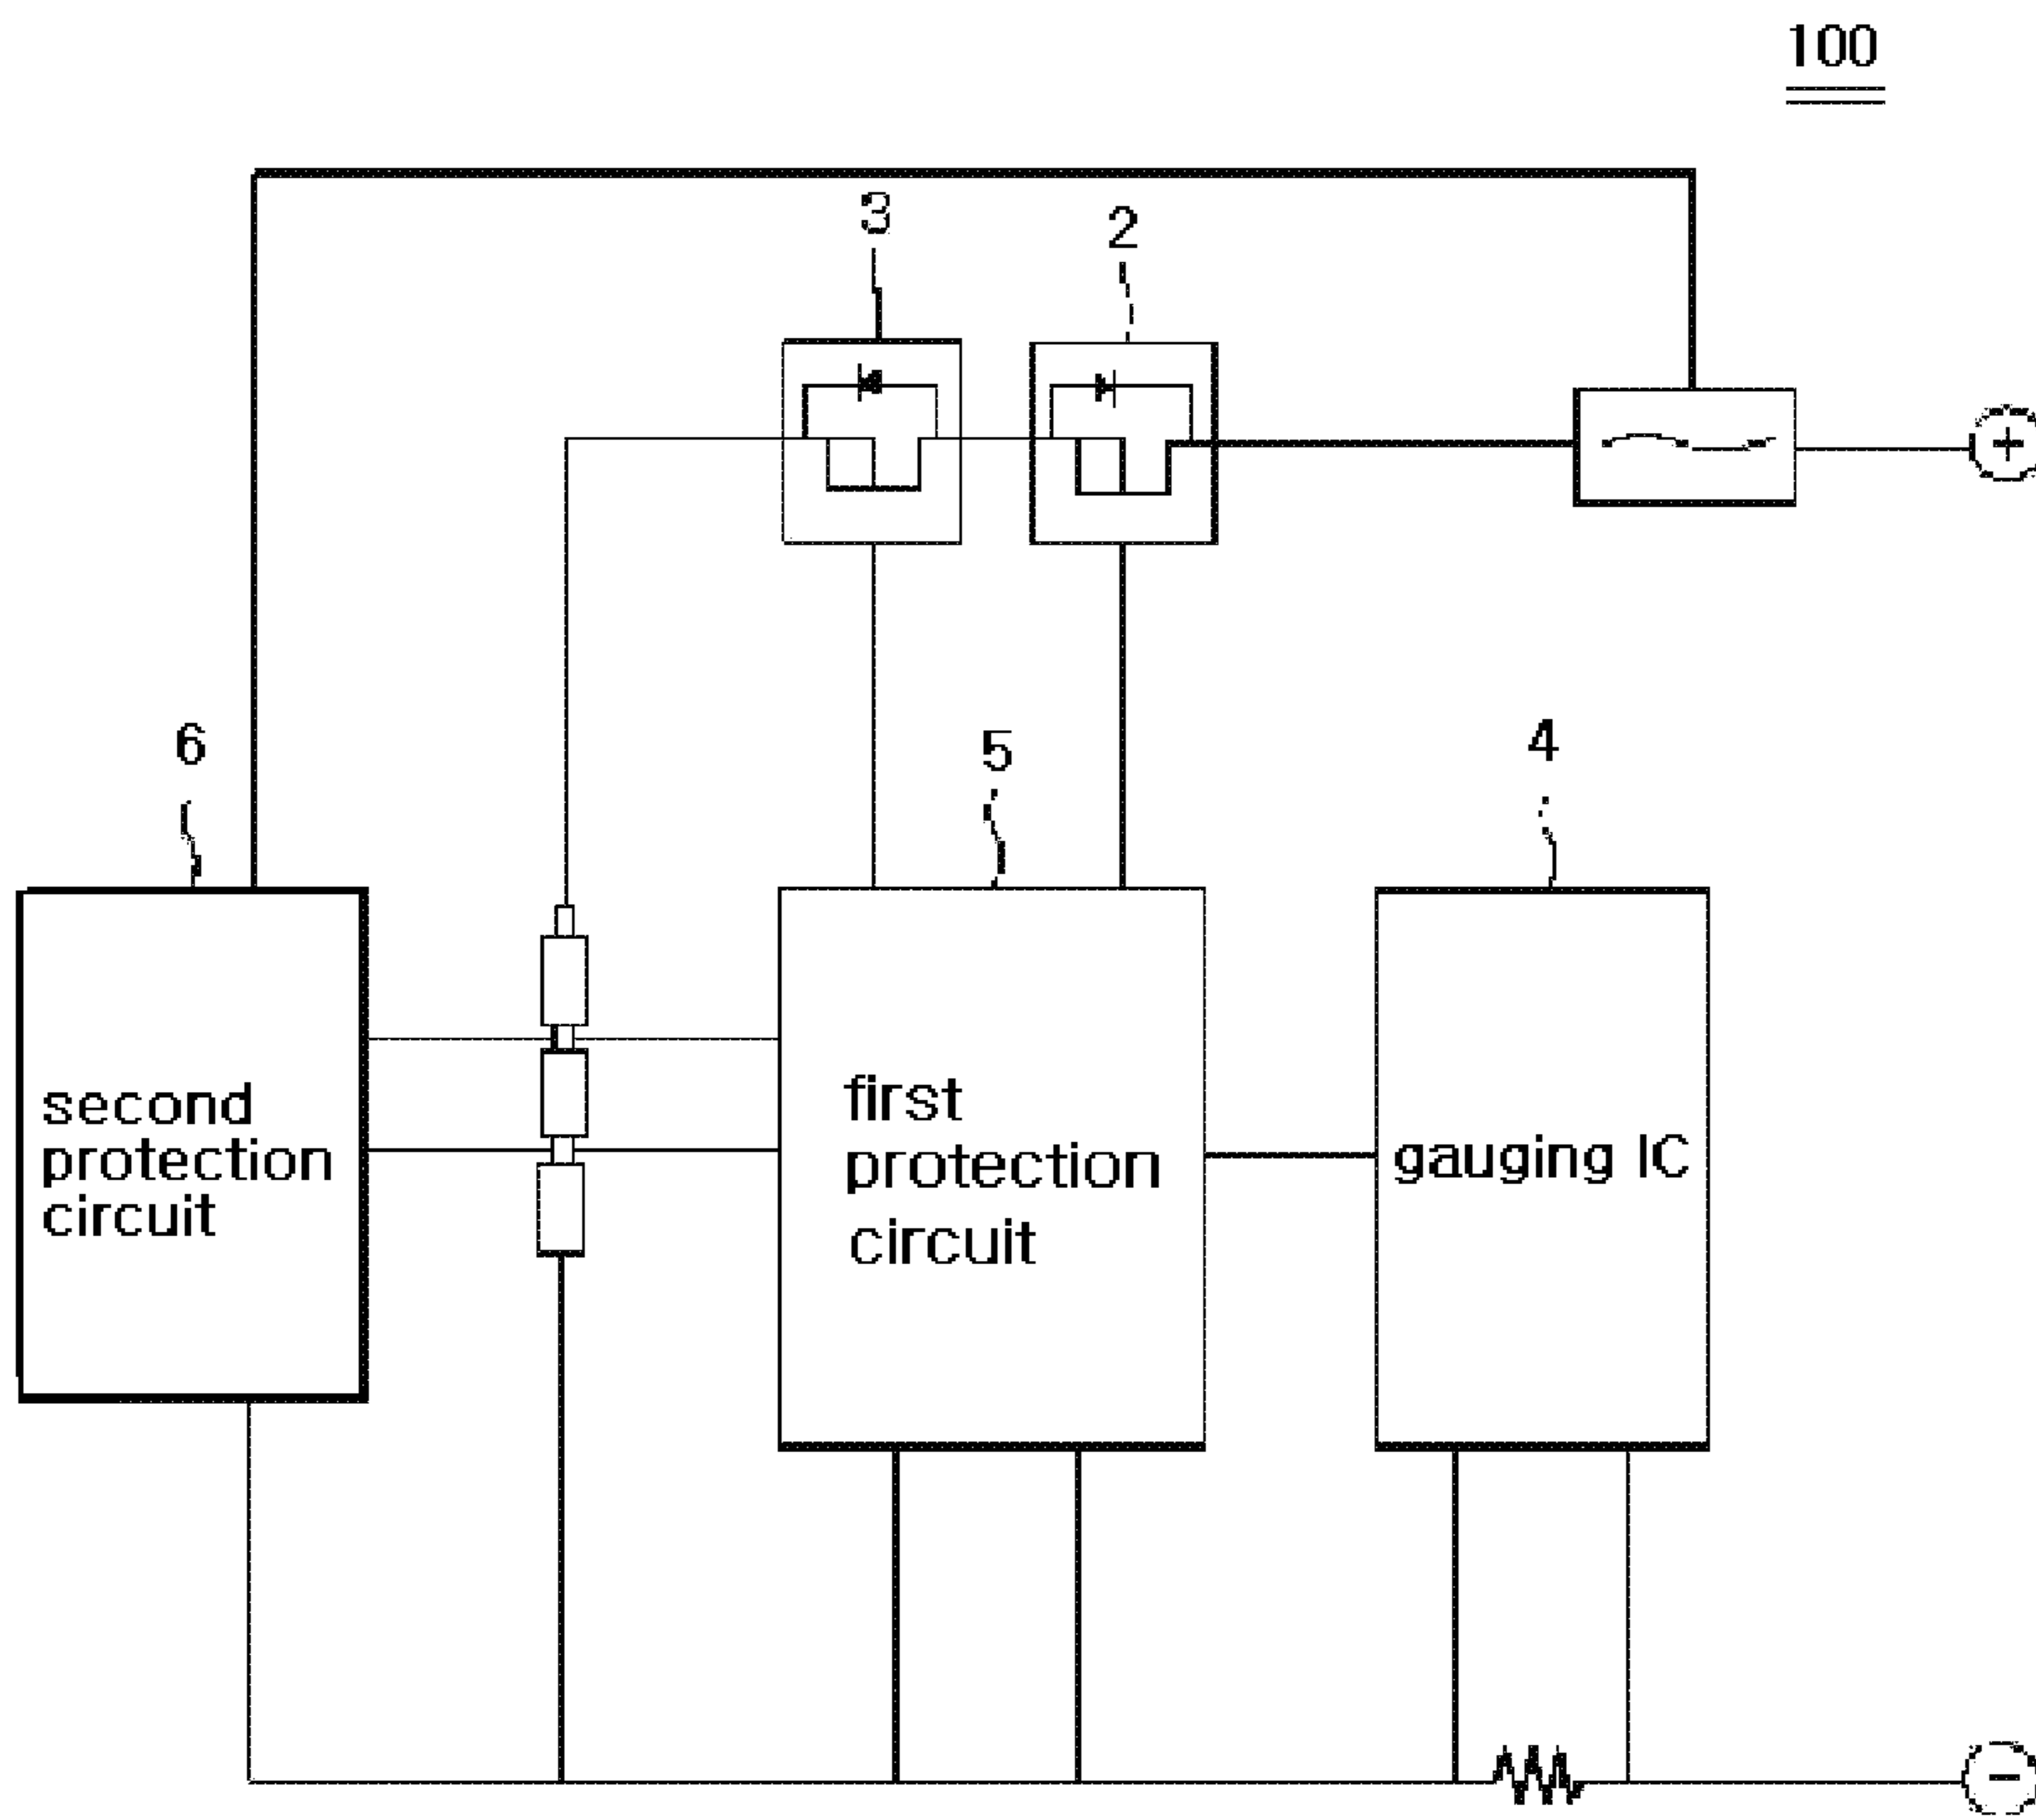 100
3
2
+
6
5
4
second
protection
circuit
first
protection
circuit
gauging IC
-